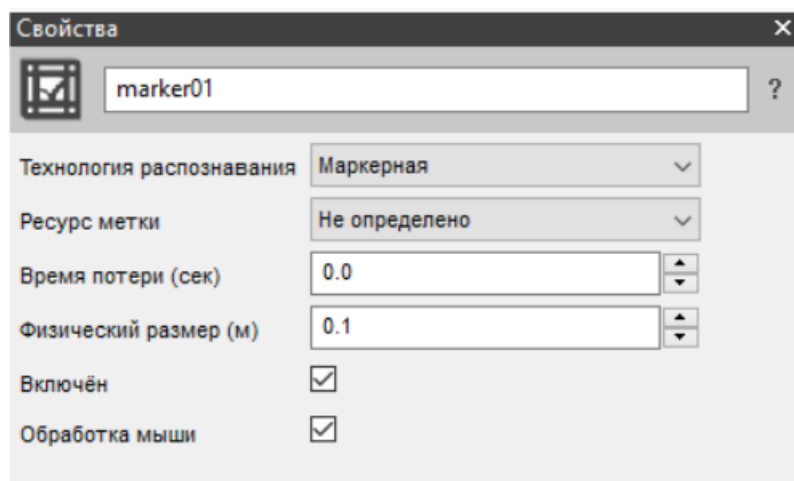 Свойства
marker01 ?
Технология распознавания Маркерная
Ресурс метки Не определено
Время потери (сек) 0.0
Физический размер (м) 0.1
Включён
Обработка мыши